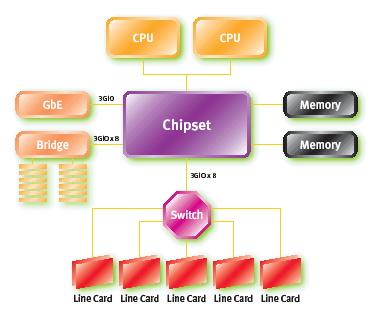 CPU CPU
GbE 3GIO Chipset Memory
Bridge 3GIO x 8 Memory
3GIO x 8
Switch
Line Card Line Card Line Card Line Card Line Card